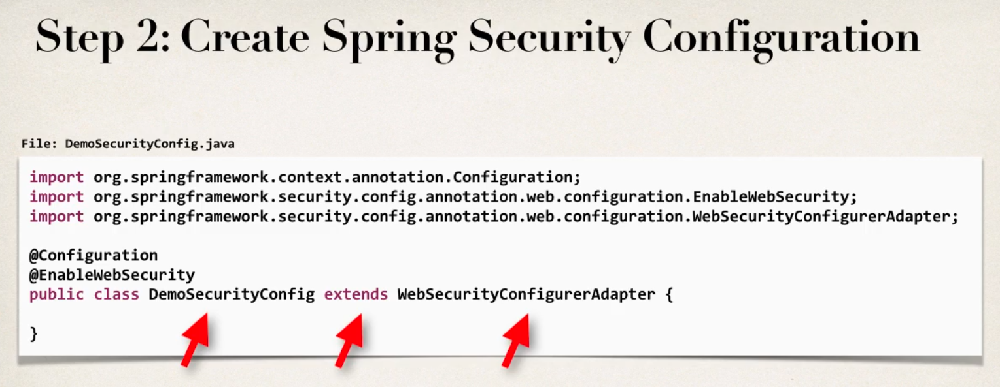 Step 2: Create Spring Security Configuration
File: DemoSecurityConfig.java
import org.springframework.context.annotation.Configuration;
import org.springframework.security.config.annotation.web.configuration.EnableWebSecurity;
import org.springframework.security.config.annotation.web.configuration.WebSecurityConfigurerAdapter;
@Configuration
@EnableWebSecurity
public class DemoSecurityConfig extends WebSecurityConfigurerAdapter {
}